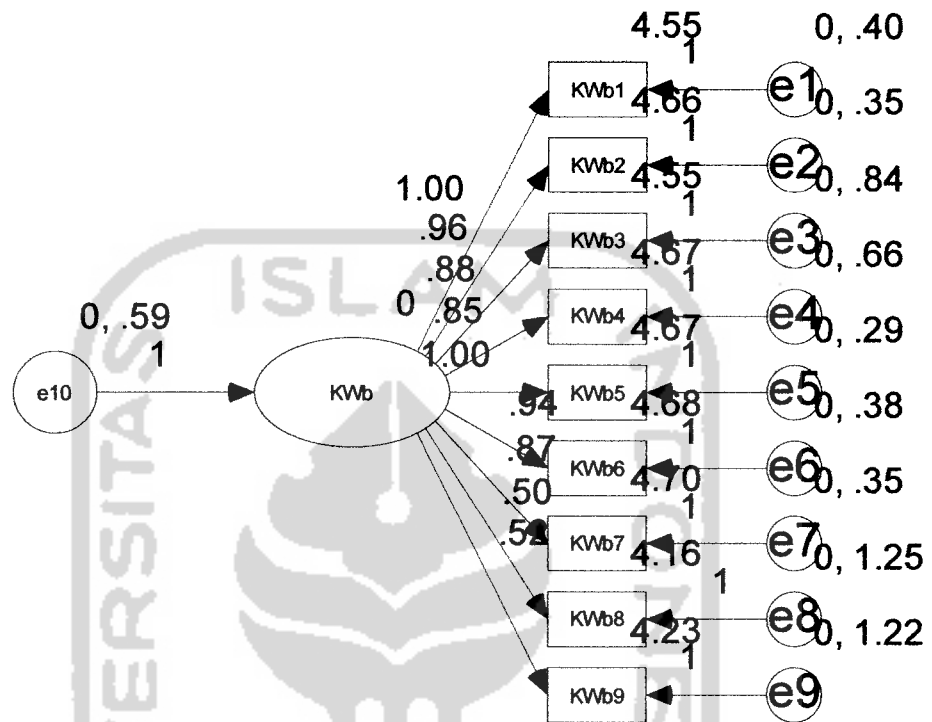 4.55
0, .40
1
KWb1
e1
4.66
0, .35
1
KWb2
e2
4.55
0, .84
1
1.00
.96
KWb3
e3
4.67
0, .66
1
.88
ISLAM
0
.85
KWb4
e4
4.67
0, .29
1
0, .59
1
1.00
e10
KWb
KWb5
e5
.94
4.68
0, .38
1
.87
KWb6
e6
4.70
0, .35
1
.50
KWb7
e7
4.16
0, 1.25
1
KWb8
e8
4.23
0, 1.22
1
KWb9
e9